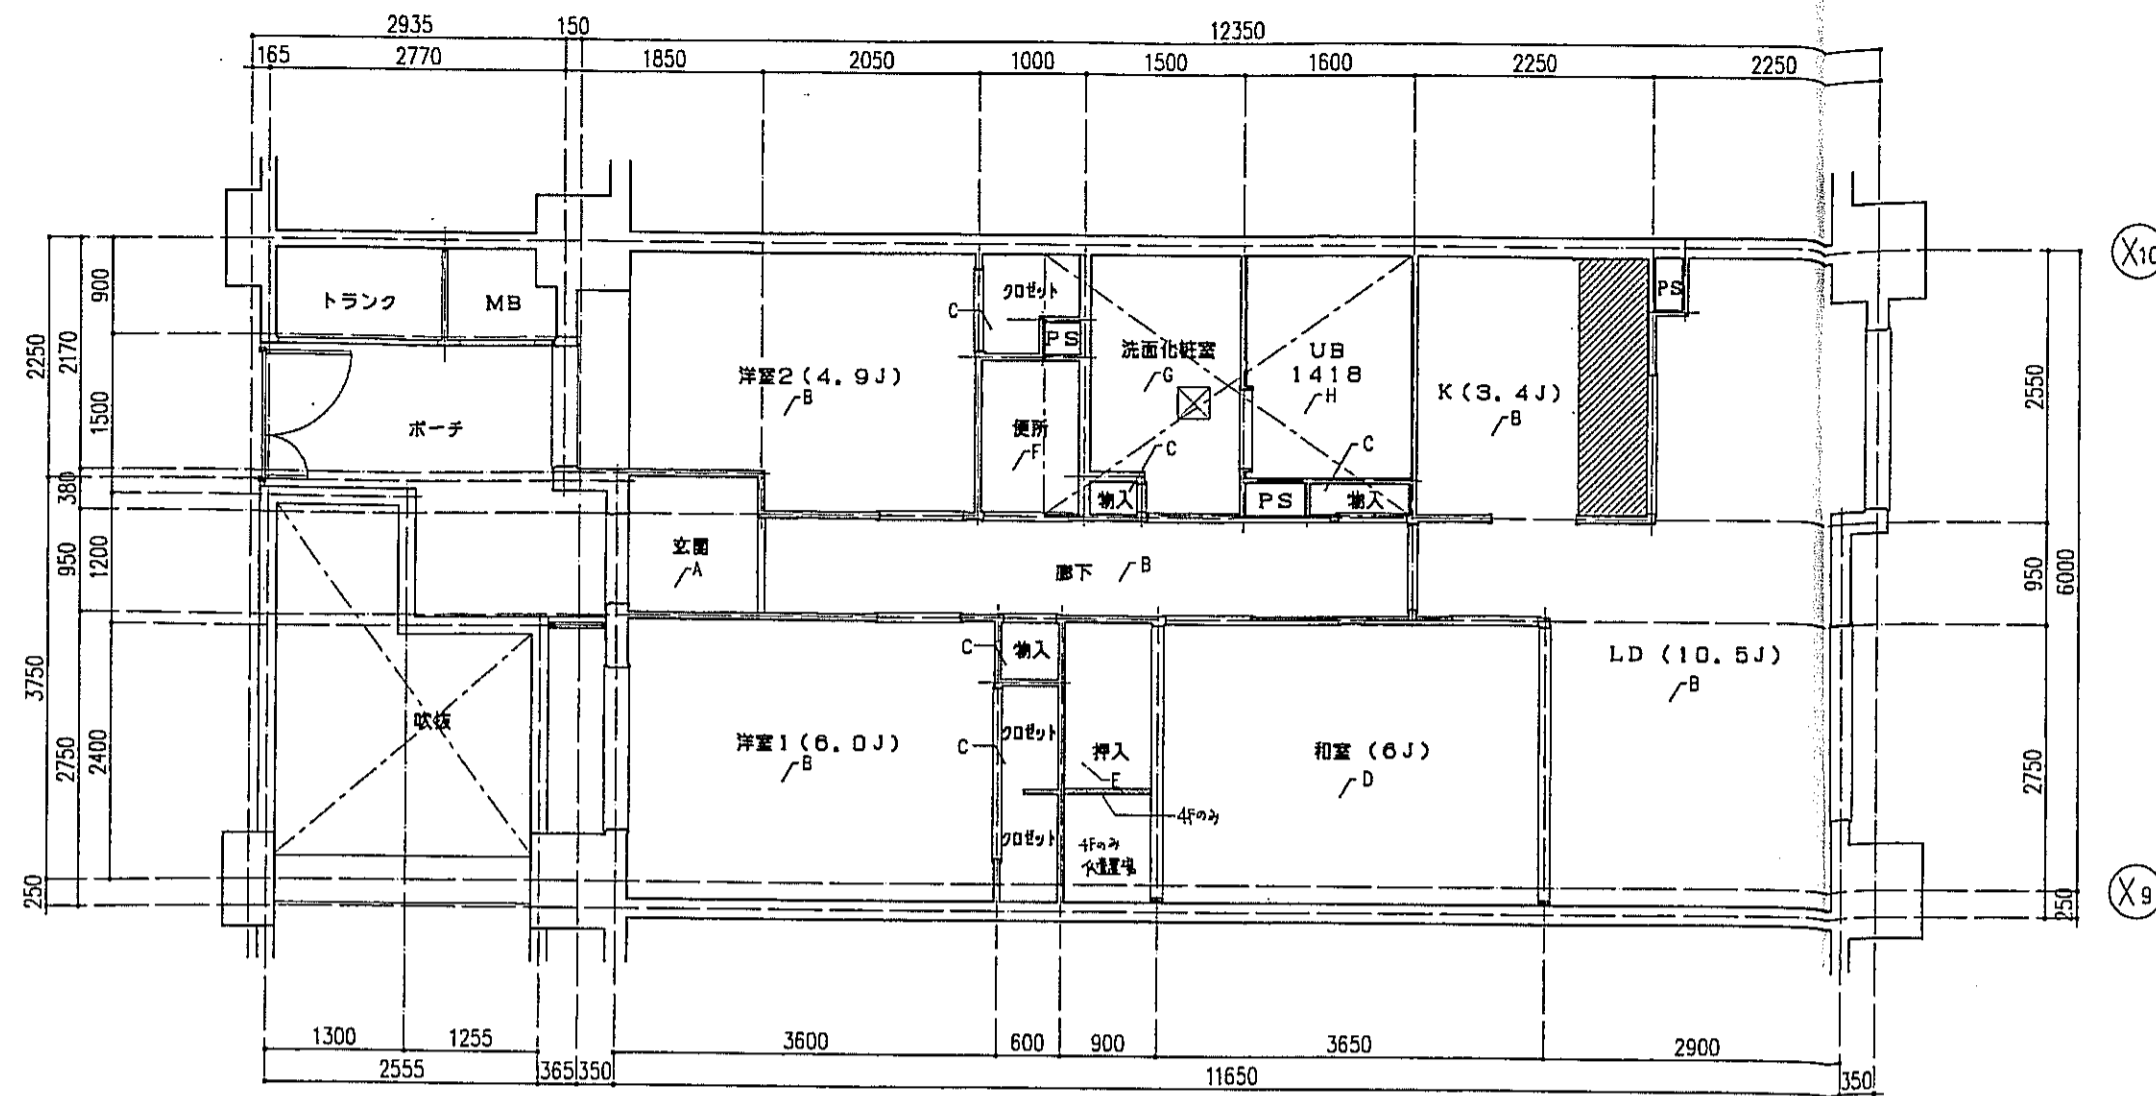 2935
150
12350
165
2770
1850
2050
1000
1500
1600
2250
2250
X10
900
2250
2170
1500
380
950
1200
3750
2750
2400
250
トランク
MB
ポーチ
洋室2(4.9J)
B
クロゼット
C
PS
便所
F
洗面化粧室
G
C
物入
UB
1418
H
C
PS
物入
K(3.4J)
B
PS
2550
950
6000
2750
250
玄関
A
廊下
B
吹抜
洋室1(6.0J)
B
C
物入
C
クロゼット
クロゼット
押入
E
4Fのみ
4Fのみ
和室 (6J)
D
LD (10.5J)
B
X9
1300
1255
3600
600
900
3650
2900
2555
365
350
11650
350